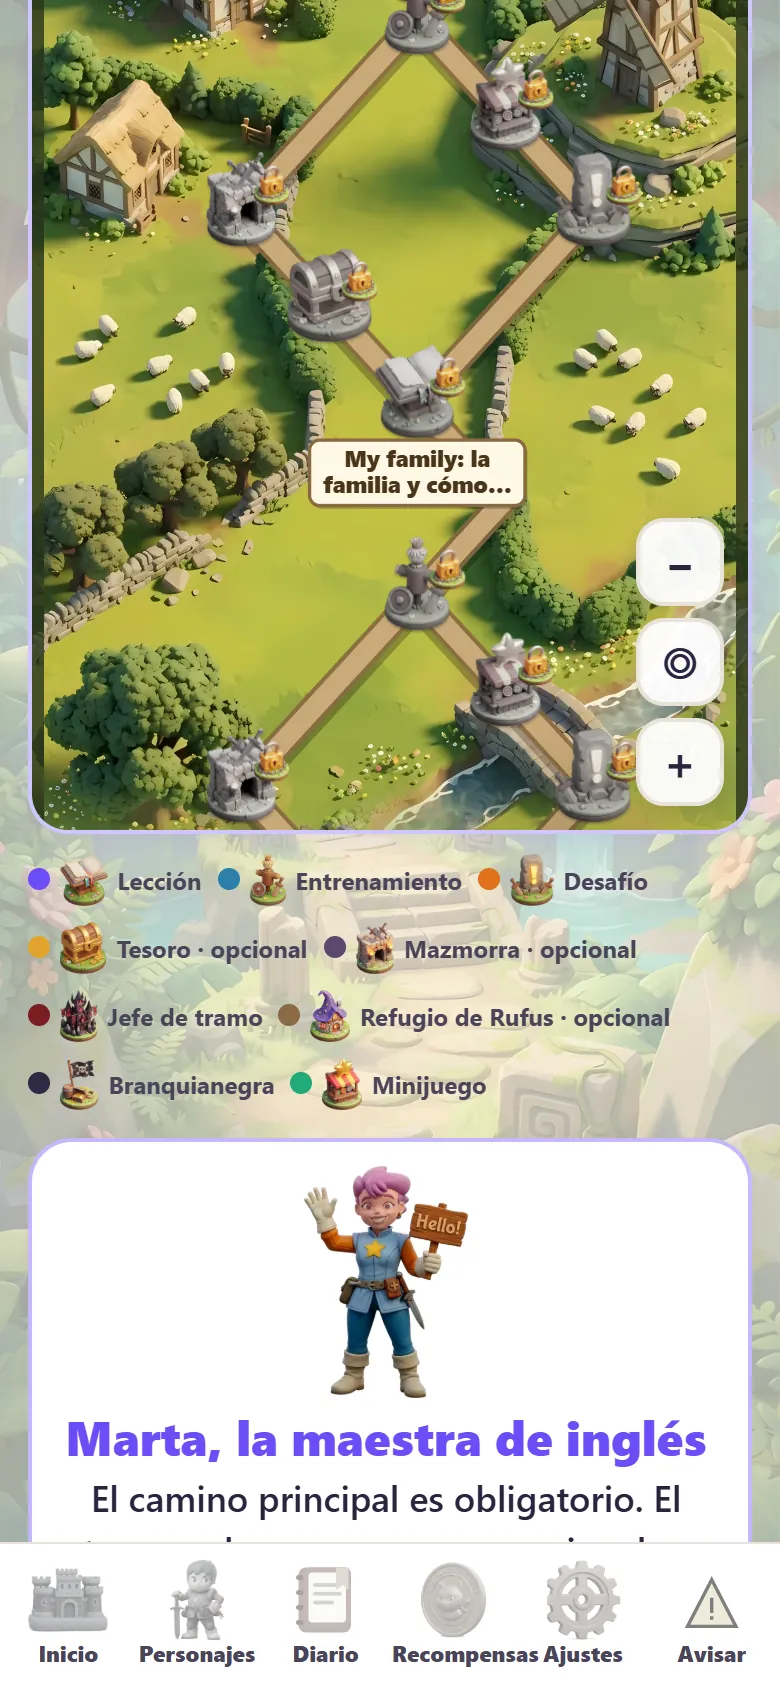 My family: la
familia y cómo...
−
+
Lección Entrenamiento Desafío
Tesoro · opcional Mazmorra · opcional
Jefe de tramo Refugio de Rufus · opcional
Branquianegra Minijuego
Hello!
Marta, la maestra de inglés
El camino principal es obligatorio. El
Inicio Personajes Diario Recompensas Ajustes Avisar